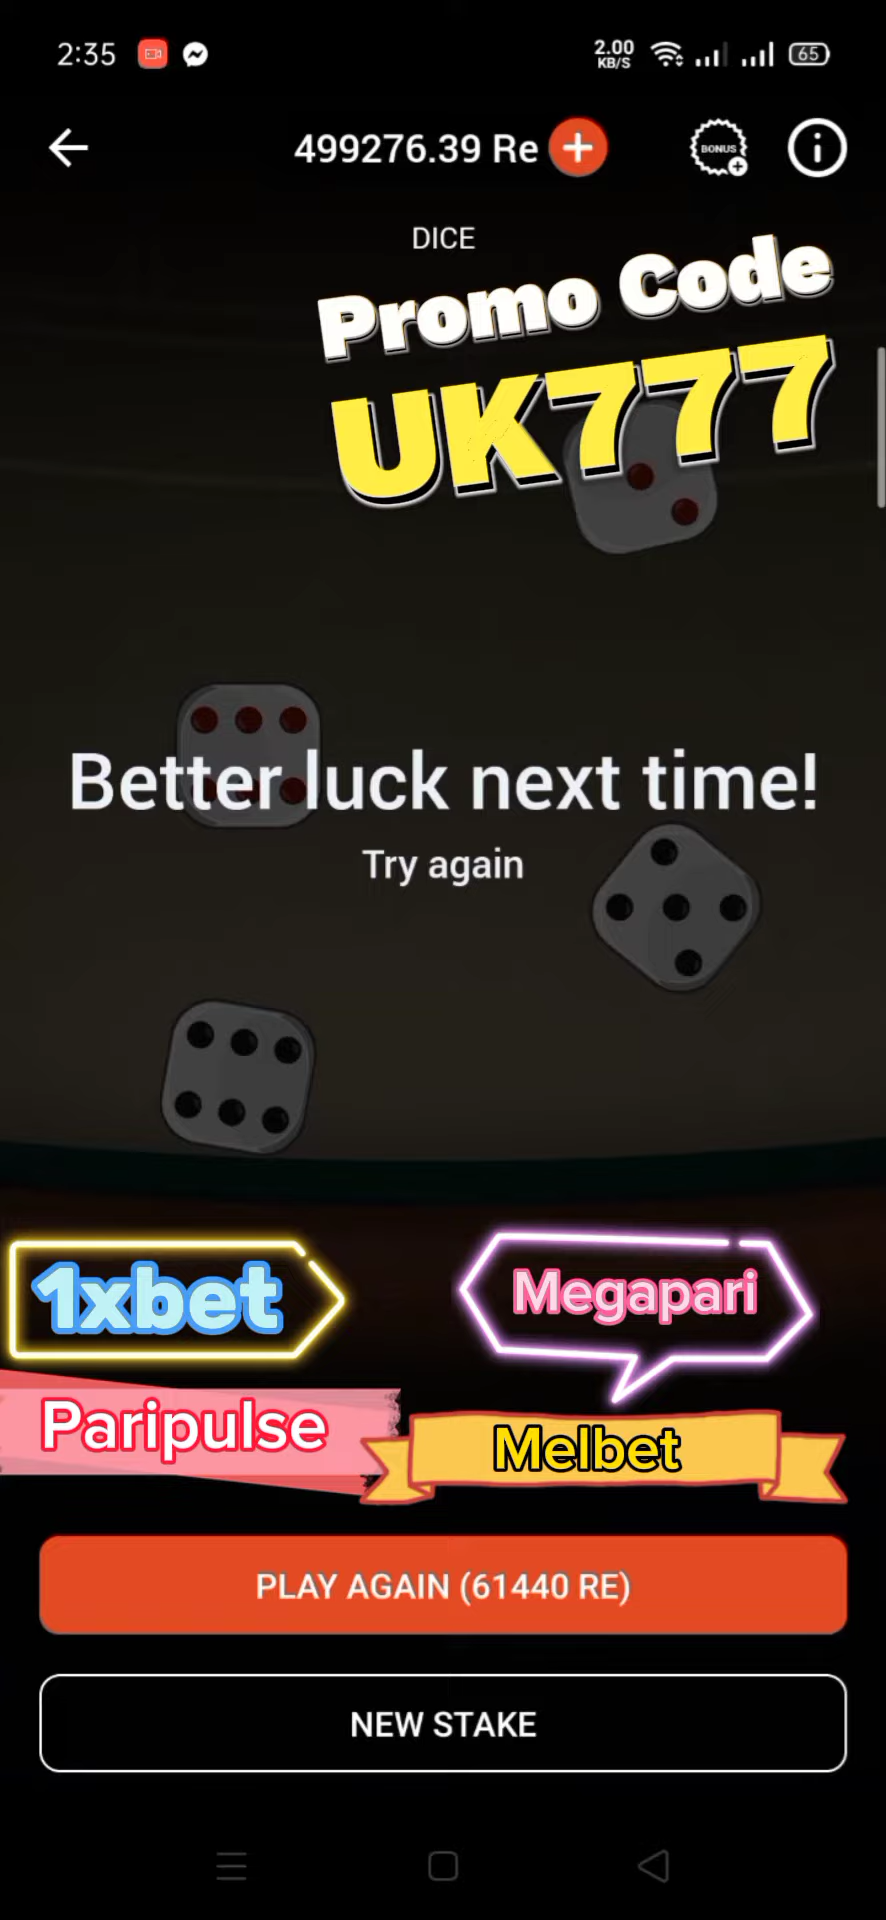 2:35
2.00
KB/S
65
499276.39 Re
BONUS
DICE
Promo Code
UK777
Better luck next time!
Try again
1xbet
Megapari
Paripulse
Melbet
PLAY AGAIN (61440 RE)
NEW STAKE